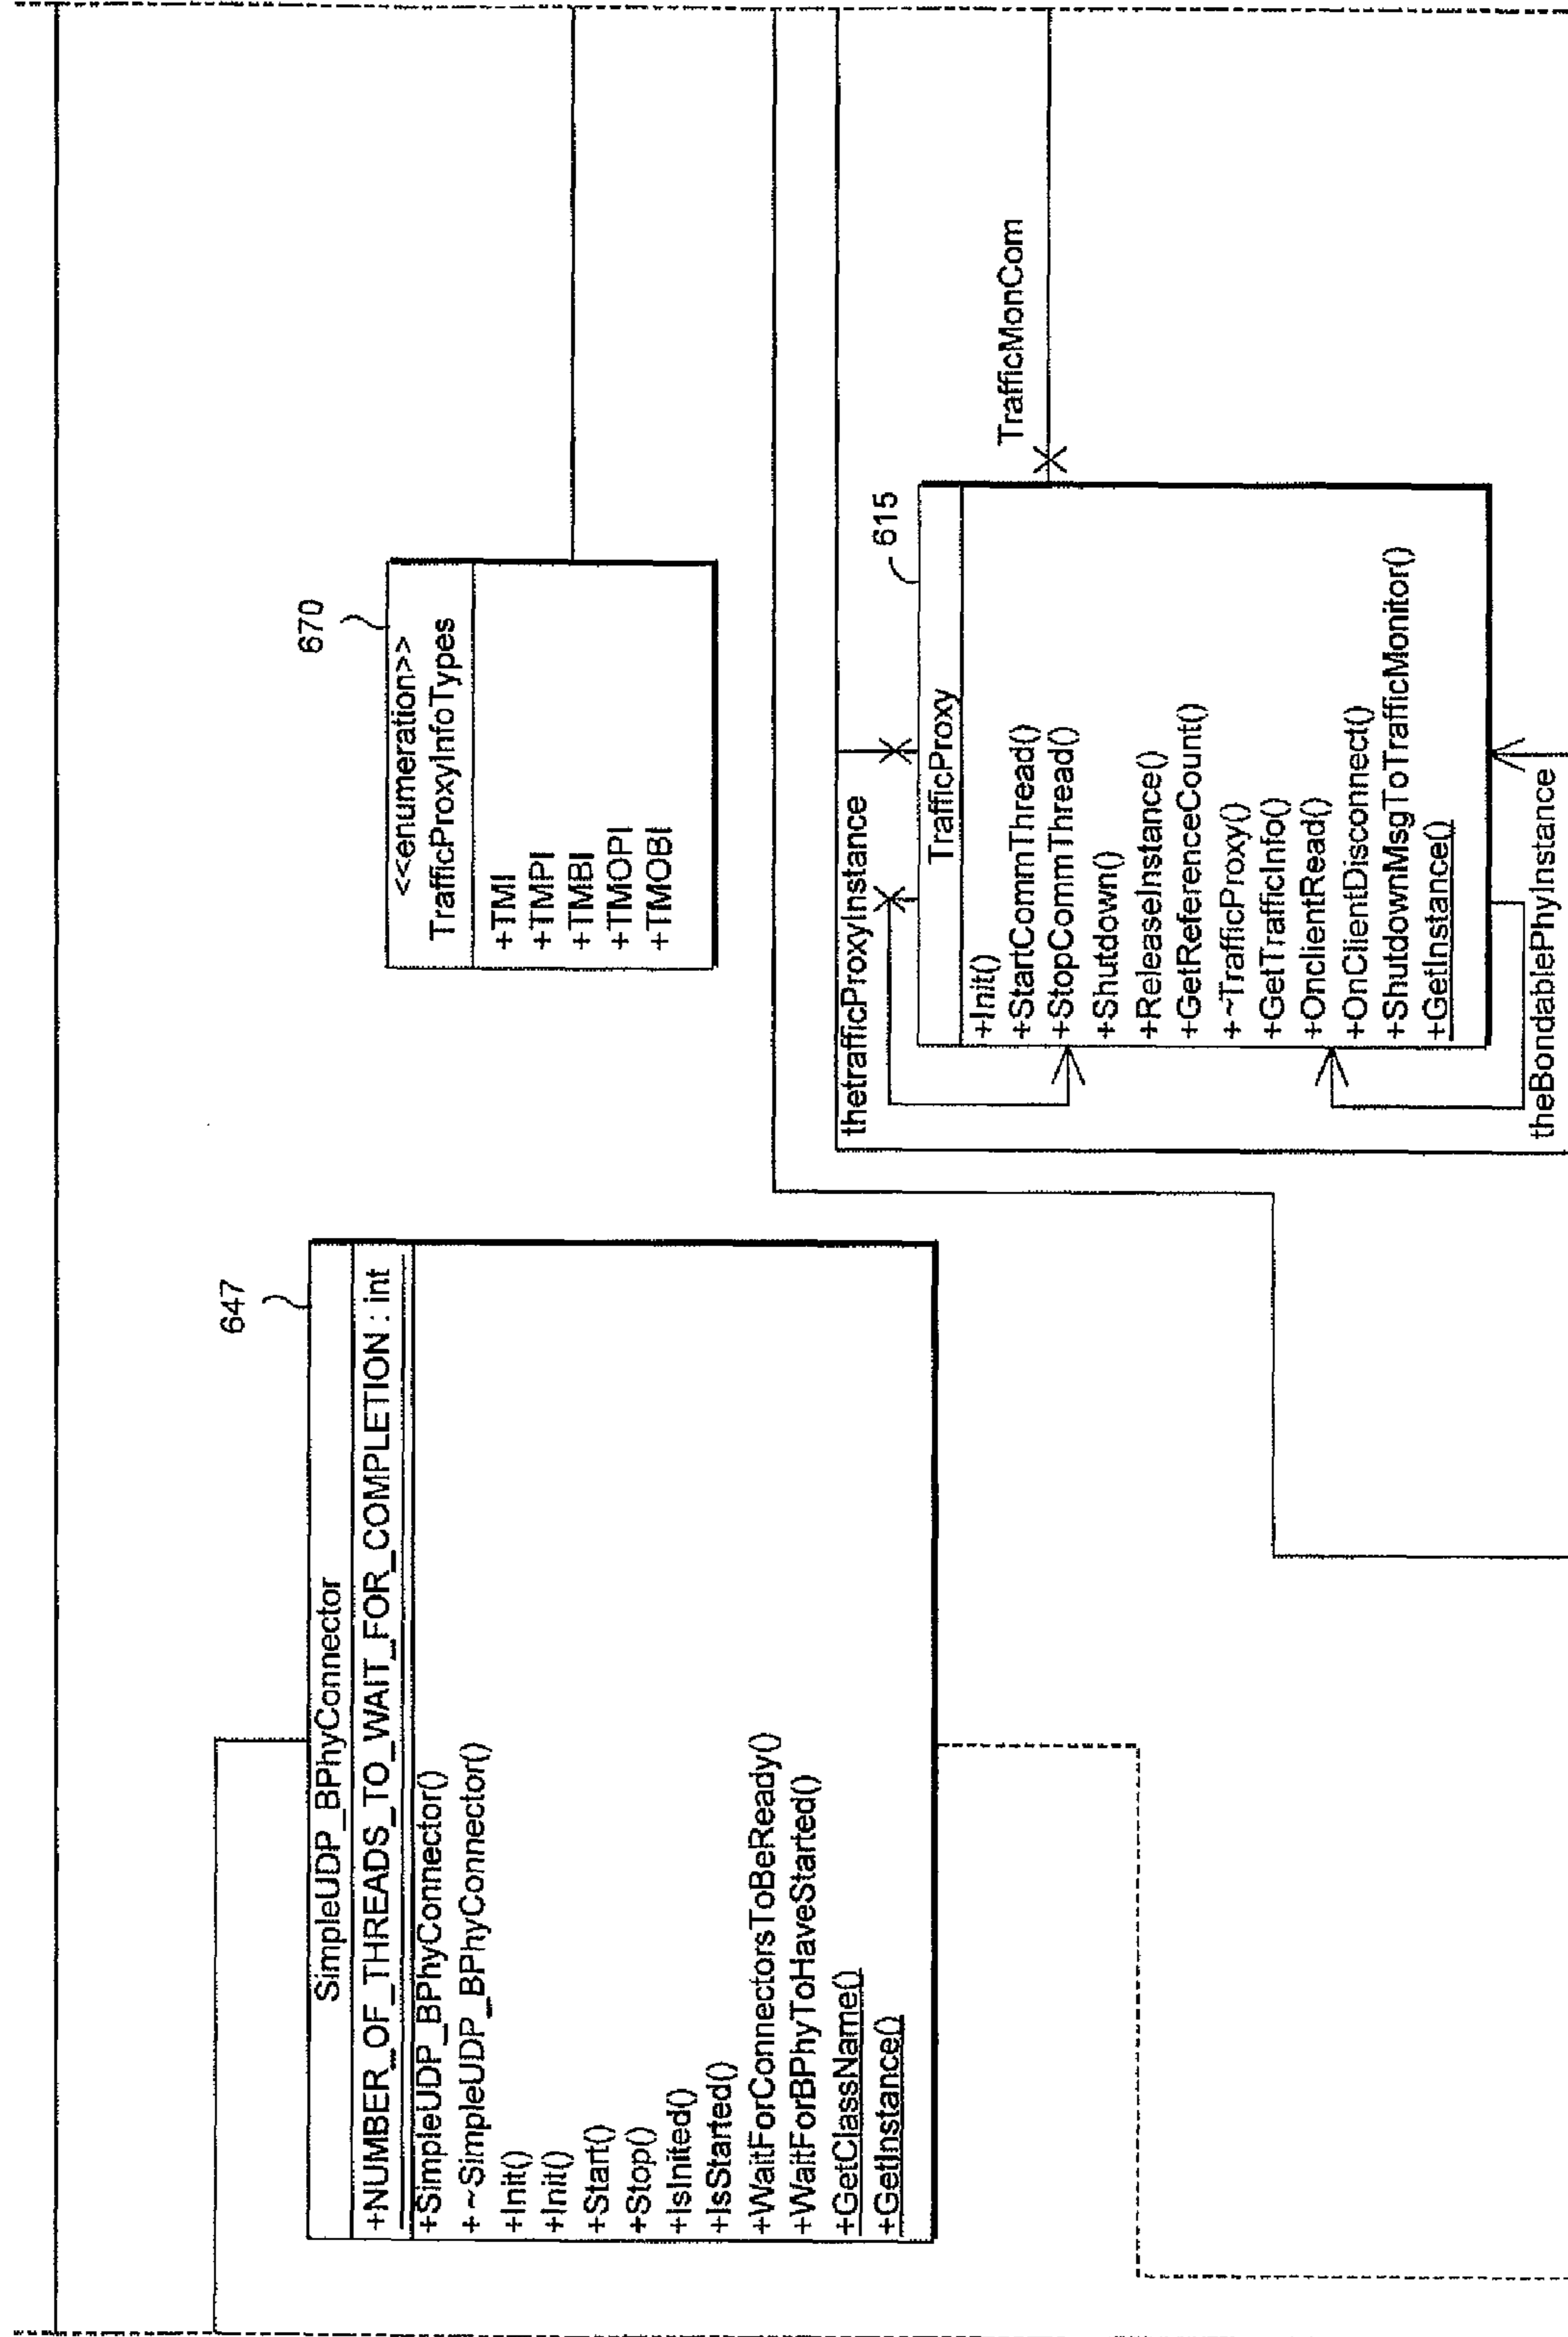 647
SimpleUDP_BPhyConnector
+NUMBER_OF_THREADS_TO_WAIT_FOR_COMPLETION : int
+SimpleUDP_BPhyConnector()
+~SimpleUDP_BPhyConnector()
+Init()
+Init()
+Start()
+Stop()
+IsInited()
+IsStarted()
+WaitForConnectorsToBeReady()
+WaitForBPhyToHaveStarted()
+GetClassName()
+GetInstance()
670
<<enumeration>>
TrafficProxyInfoTypes
+TMI
+TMPI
+TMBI
+TMOPI
+TMOBI
thetrafficProxyInstance
615
TrafficProxy
+Init()
+StartCommThread()
+StopCommThread()
+Shutdown()
+ReleaseInstance()
+GetReferenceCount()
+~TrafficProxy()
+GetTrafficInfo()
+OnclientRead()
+OnClientDisconnect()
+ShutdownMsgToTrafficMonitor()
+GetInstance()
theBondablePhyInstance
TrafficMonCom